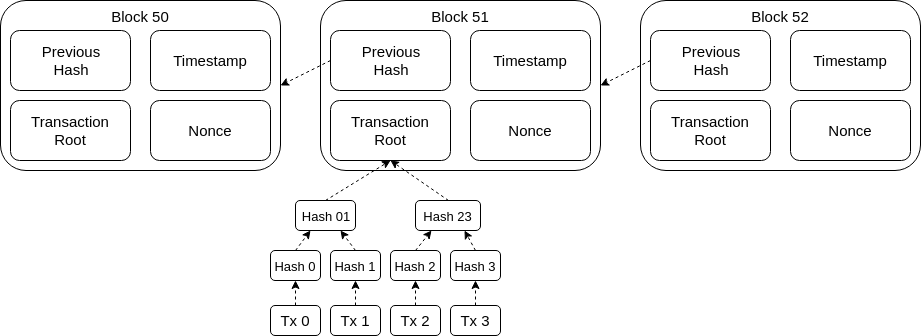 Block 50
Previous
Hash
Timestamp
Transaction
Root
Nonce
Block 51
Previous
Hash
Timestamp
Transaction
Root
Nonce
Block 52
Previous
Hash
Timestamp
Transaction
Root
Nonce
Hash 01
Hash 23
Hash 0
Hash 1
Hash 2
Hash 3
Tx 0
Tx 1
Tx 2
Tx 3